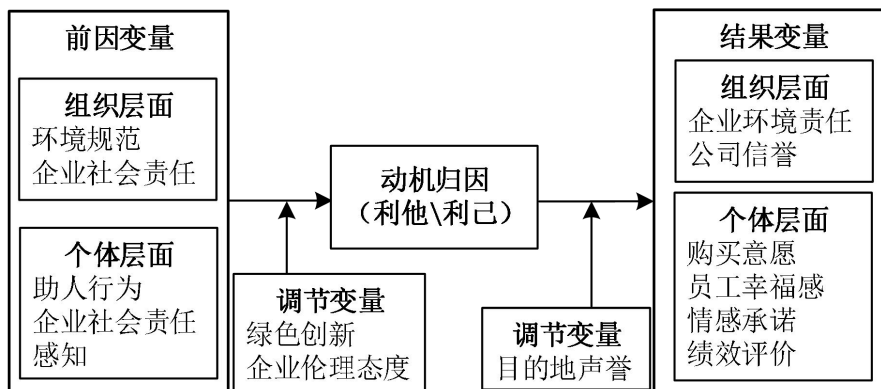 前因变量
组织层面
环境规范
企业社会责任
个体层面
助人行为
企业社会责任
感知
调节变量
绿色创新
企业伦理态度
动机归因
（利他\利己）
调节变量
目的地声誉
结果变量
组织层面
企业环境责任
公司信誉
个体层面
购买意愿
员工幸福感
情感承诺
绩效评价